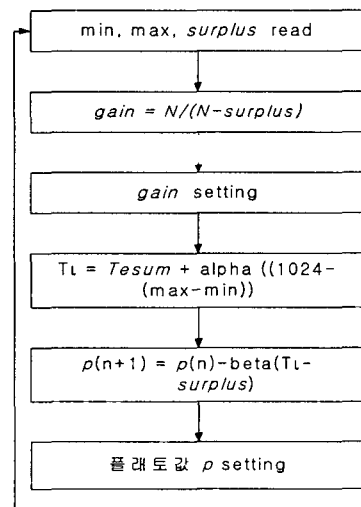 min, max, surplus read
gain = N/(N-surplus)
gain setting
Tι = Tesum + alpha ((1024-
(max-min))
p(n+1) = p(n)-beta(Tι-
surplus)
플래토값 p setting